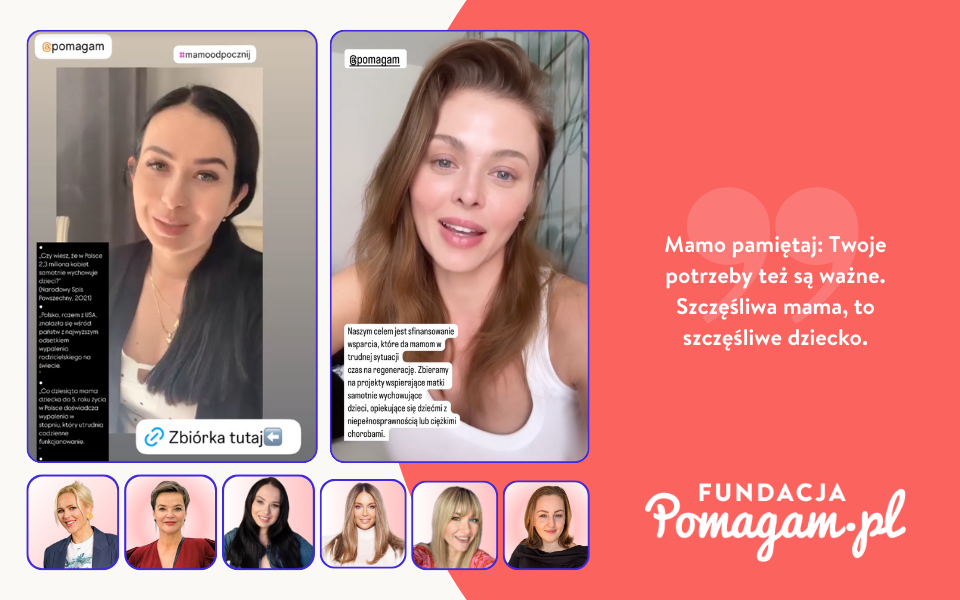 @pomagam
#mamoodpocznij
„Czy wiesz, że w Polsce
2,3 miliona kobiet
samotnie wychowuje
dzieci?"
(Narodowy Spis
Powszechny, 2021)
„Polska, razem z USA,
znalazła się wśród
państw z najwyższym
odsetkiem
wypalenia
rodzicielskiego na
świecie.
„Co dziesiąta mama
dziecka do 5. roku życia
w Polsce doświadcza
wypalenia w
stopniu, który utrudnia
codzienne
funkcjonowanie.
Zbiórka tutaj
@pomagam
Naszym celem jest sfinansowanie
wsparcia, które da mamom w
trudnej sytuacji
czas na regenerację. Zbieramy
na projekty wspierające matki
samotnie wychowujące
dzieci, opiekujące się dziećmi z
niepełnosprawnością lub ciężkimi
chorobami.
Mamo pamiętaj: Twoje
potrzeby też są ważne.
Szczęśliwa mama, to
szczęśliwe dziecko.
FUNDACJA
Pomagam.pl